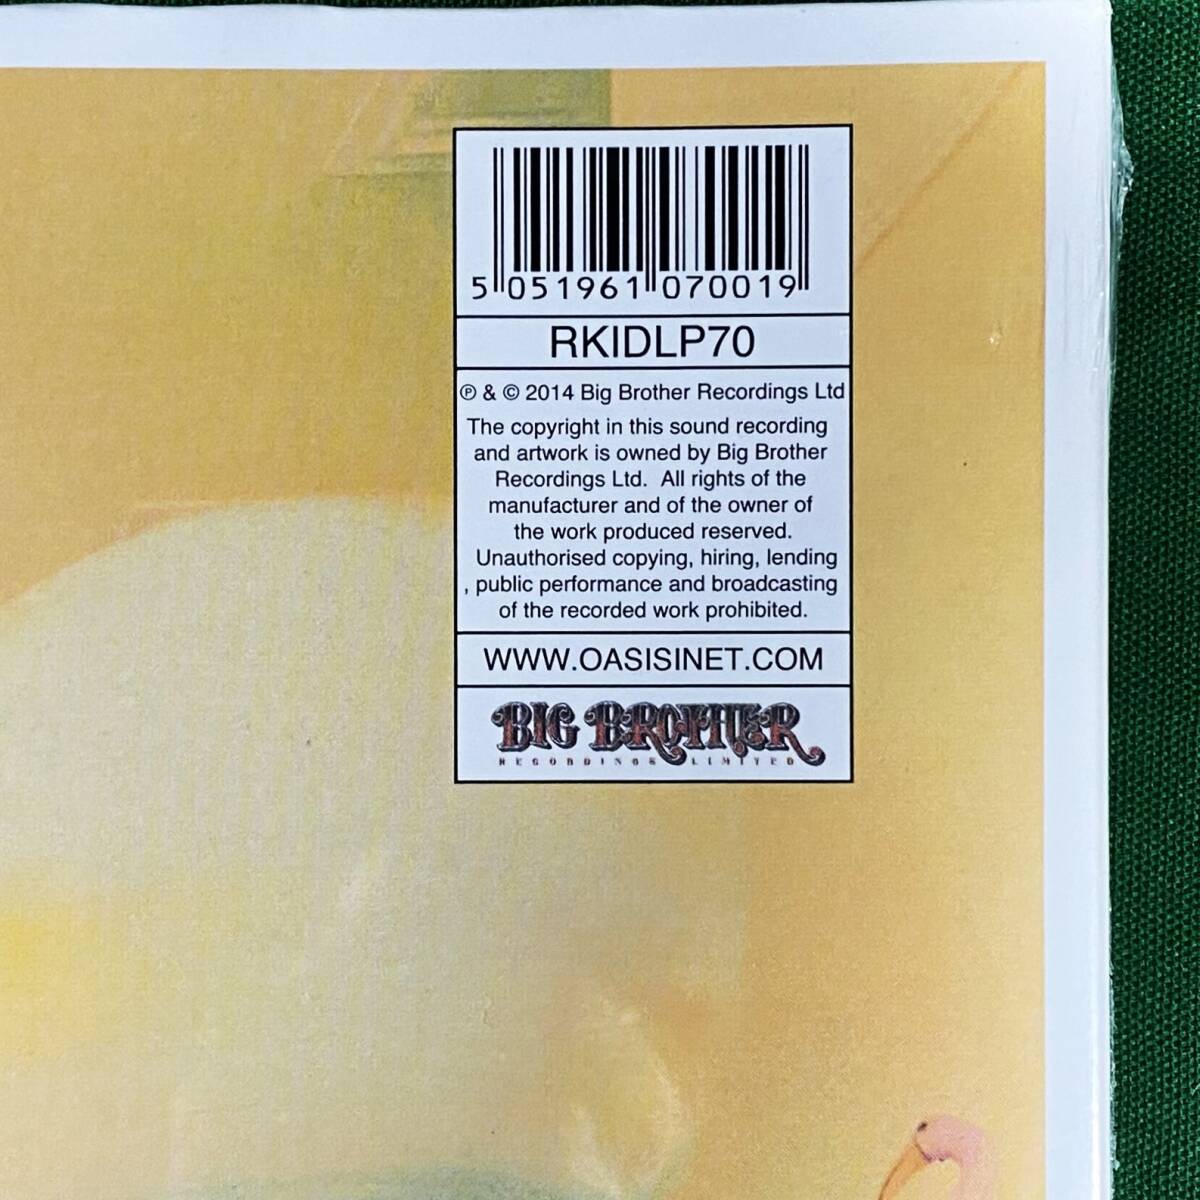 5 051961 070019
RKIDLP70
℗ & © 2014 Big Brother Recordings Ltd
The copyright in this sound recording
and artwork is owned by Big Brother
Recordings Ltd. All rights of the
manufacturer and of the owner of
the work produced reserved.
Unauthorised copying, hiring, lending
, public performance and broadcasting
of the recorded work prohibited.
WWW.OASISINET.COM
BIG BROTHER
RECORDINGS LIMITED